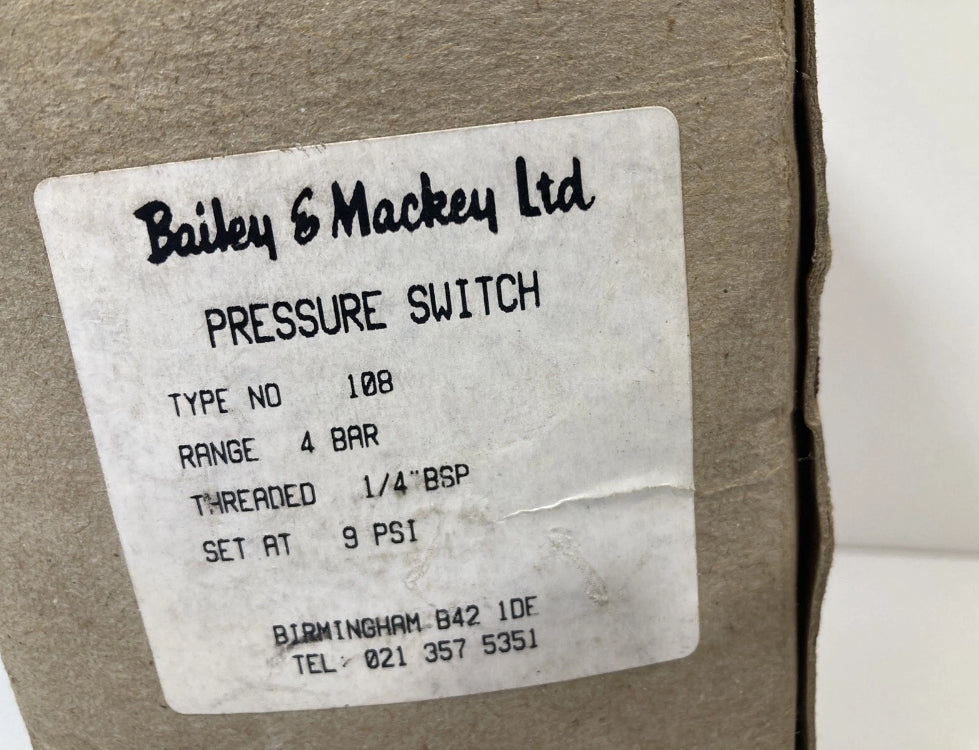 Bailey & Mackey Ltd
PRESSURE SWITCH
TYPE NO 108
RANGE 4 BAR
THREADED 1/4"BSP
SET AT 9 PSI
BIRMINGHAM B42 1DE
TEL: 021 357 5351